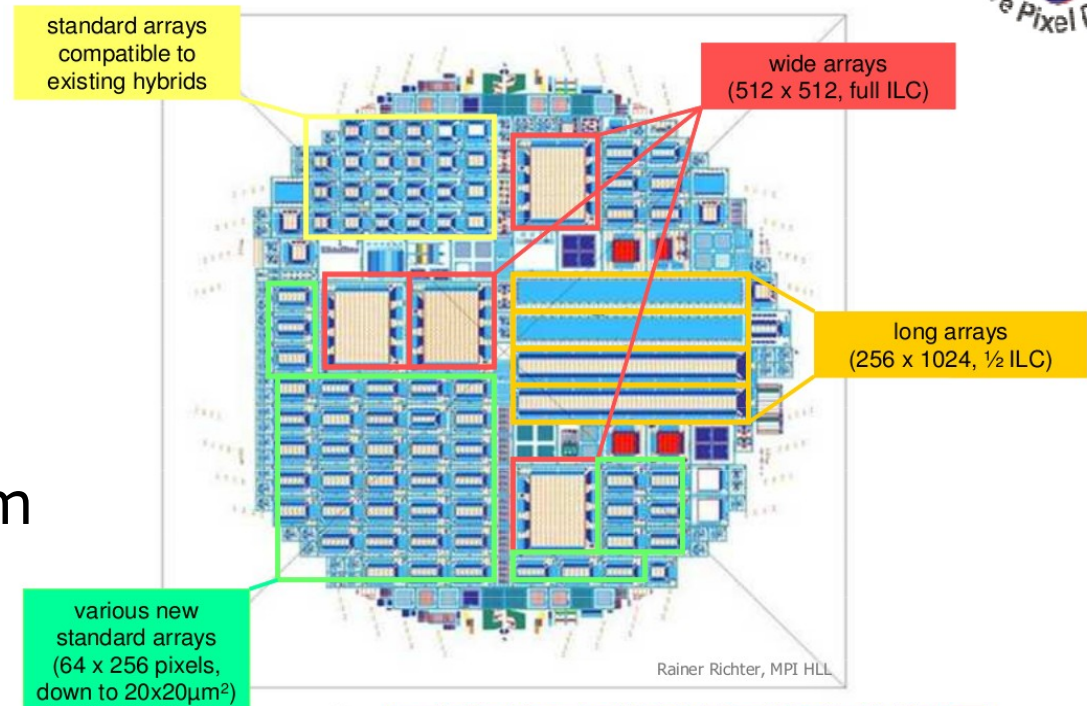 standard arrays
compatible to
existing hybrids
e Pixel
wide arrays
(512 x 512, full ILC)
long arrays
(256 x 1024, ½ ILC)
m
various new
standard arrays
(64 x 256 pixels,
down to 20x20µm²)
Rainer Richter, MPI HLL